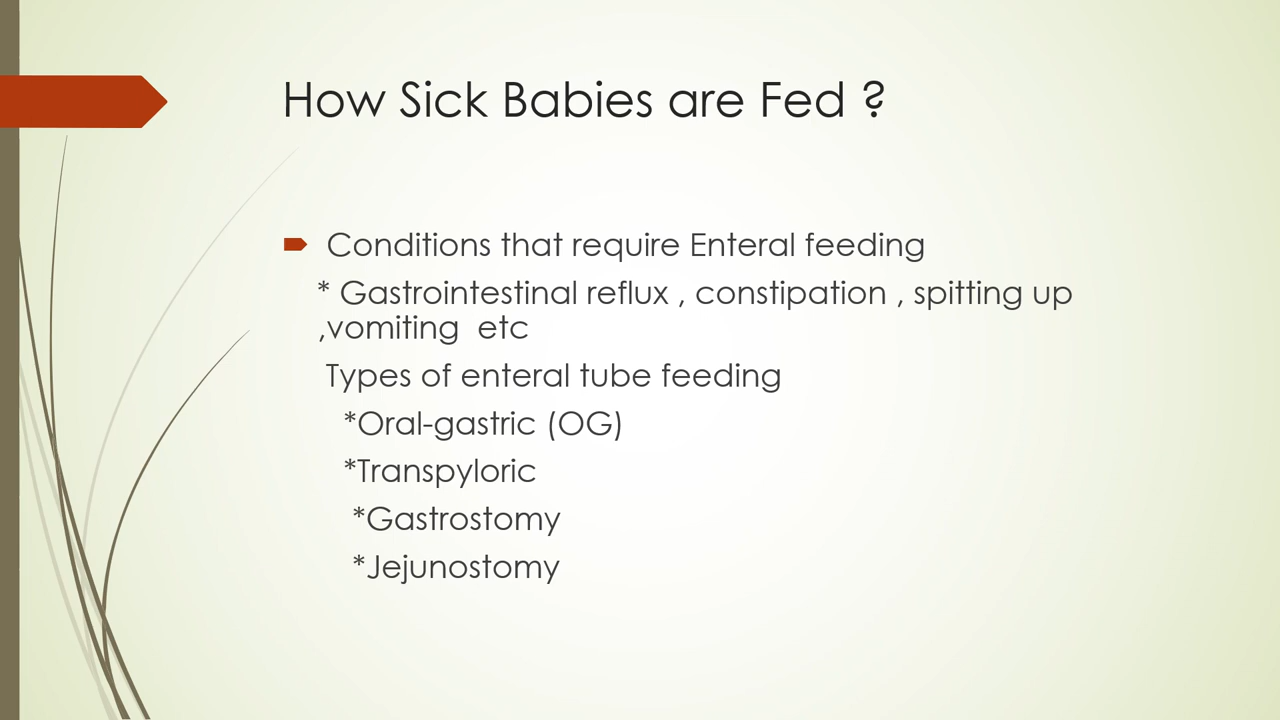 How Sick Babies are Fed ?
Conditions that require Enteral feeding
* Gastrointestinal reflux , constipation , spitting up
,vomiting  etc
Types of enteral tube feeding
*Oral-gastric (OG)
*Transpyloric
*Gastrostomy
*Jejunostomy